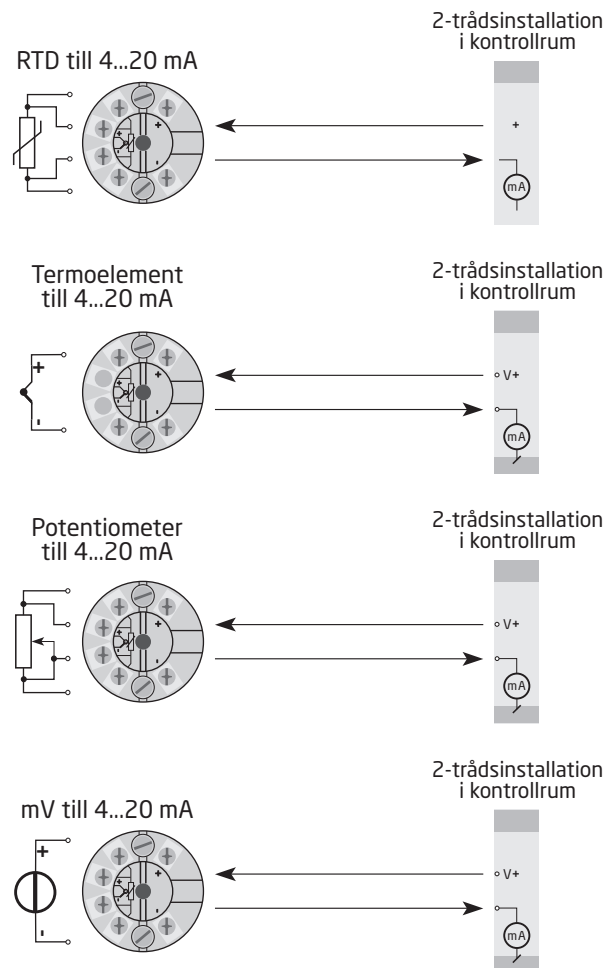 2-trådsinstallation
i kontrollrum
RTD till 4...20 mA
+
-
+
-
+
mA
2-trådsinstallation
i kontrollrum
Termoelement
till 4...20 mA
+
-
+
-
+
-
V+
mA
2-trådsinstallation
i kontrollrum
Potentiometer
till 4...20 mA
+
-
+
-
V+
mA
2-trådsinstallation
i kontrollrum
mV till 4...20 mA
+
-
+
-
+
-
V+
mA